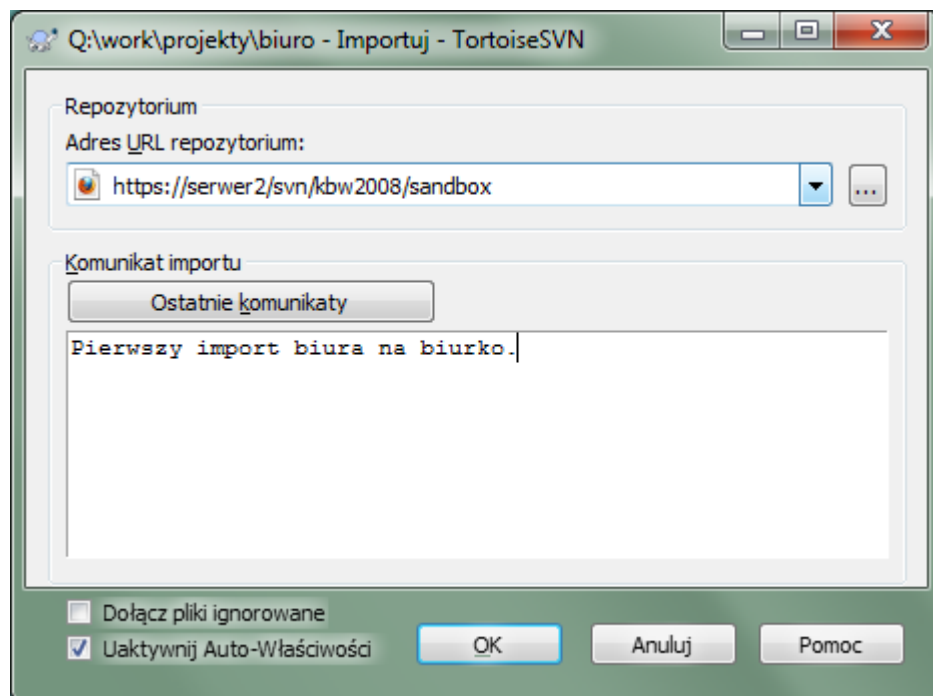 Q:\work\projekty\biuro - Importuj - TortoiseSVN
Repozytorium
Adres URL repozytorium:
https://serwer2/svn/kbw2008/sandbox
...
Komunikat importu
Ostatnie komunikaty
Pierwszy import biura na biurko.
Dołącz pliki ignorowane
Uaktywnij Auto-Właściwości
OK
Anuluj
Pomoc